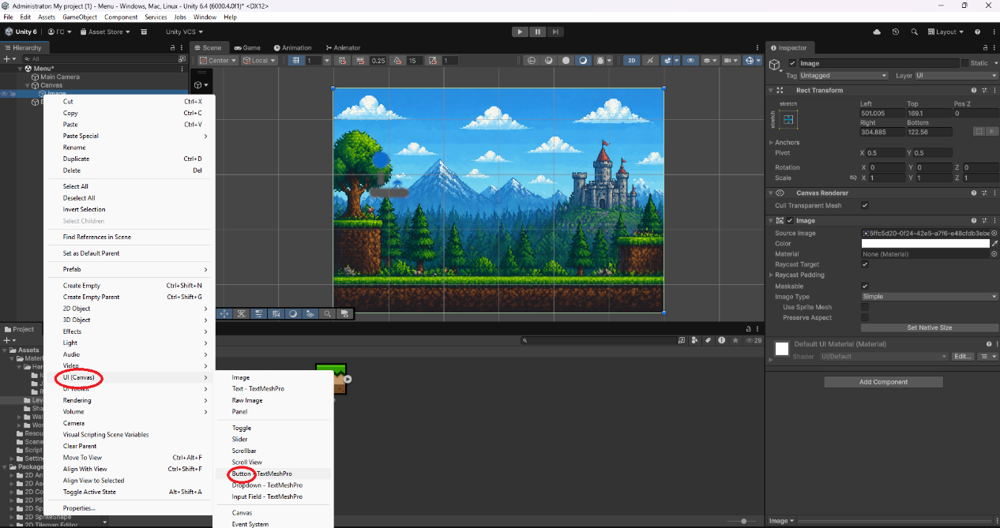 Administrator: My project (1) - Menu - Windows, Mac, Linux - Unity 6.4 (6000.4.0f1)* <DX12>
File Edit Assets GameObject Component Services Jobs Window Help
Unity 6 ГС Asset Store Unity VCS Layout
Hierarchy Scene Game Animation Animator Inspector
All Center Local 1 0.25 15 1 2D
Menu*
Main Camera
Canvas
Image
Cut Ctrl+X
Copy Ctrl+C
Paste Ctrl+V
Paste Special
Rename
Duplicate Ctrl+D
Delete Del
Select All
Deselect All
Invert Selection
Select Children
Find References in Scene
Set as Default Parent
Prefab
Create Empty Ctrl+Shift+N
Create Empty Parent Ctrl+Shift+G
2D Object
3D Object
Effects
Light
Audio
Video
UI (Canvas)
UI Toolkit
Rendering
Volume
Camera
Visual Scripting Scene Variables
Clear Parent
Move To View Ctrl+Alt+F
Align With View Ctrl+Shift+F
Align View to Selected
Toggle Active State Alt+Shift+A
Properties...
Image
Text - TextMeshPro
Raw Image
Panel
Toggle
Slider
Scrollbar
Scroll View
Button - TextMeshPro
Dropdown - TextMeshPro
Input Field - TextMeshPro
Canvas
Event System
Project
29
Assets
Mater
Har
Lev
Sha
Wal
Wor
Resou
Scene
Script
Settin
Package
2D An
2D As
2D Co
2D PS
2D Sp
2D SpriteShape
2D Tilemap Editor
Image Static
Tag Untagged Layer UI
Rect Transform
stretch Left Top Pos Z
stretch 501.005 169.1 0
Right Bottom
304.885 122.56 R
Anchors
Pivot X 0.5 Y 0.5
Rotation X 0 Y 0 Z 0
Scale X 1 Y 1 Z 1
Canvas Renderer
Cull Transparent Mesh
Image
Source Image 5ffc5d20-0f24-42e5-a7f6-e48cfdb3ebe
Color
Material None (Material)
Raycast Target
Raycast Padding
Maskable
Image Type Simple
Use Sprite Mesh
Preserve Aspect
Set Native Size
Default UI Material (Material)
Shader UI/Default Edit...
Add Component
Image